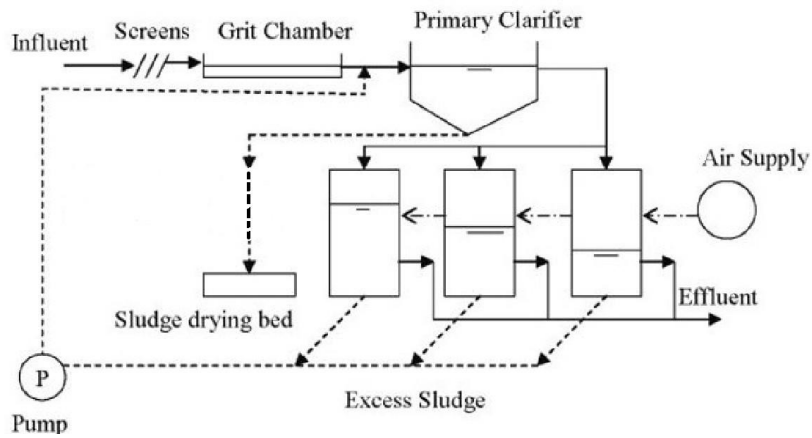 Primary Clarifier
Screens
Grit Chamber
Influent
Air Supply
Sludge drying bed
Effluent
P
Excess Sludge
Pump